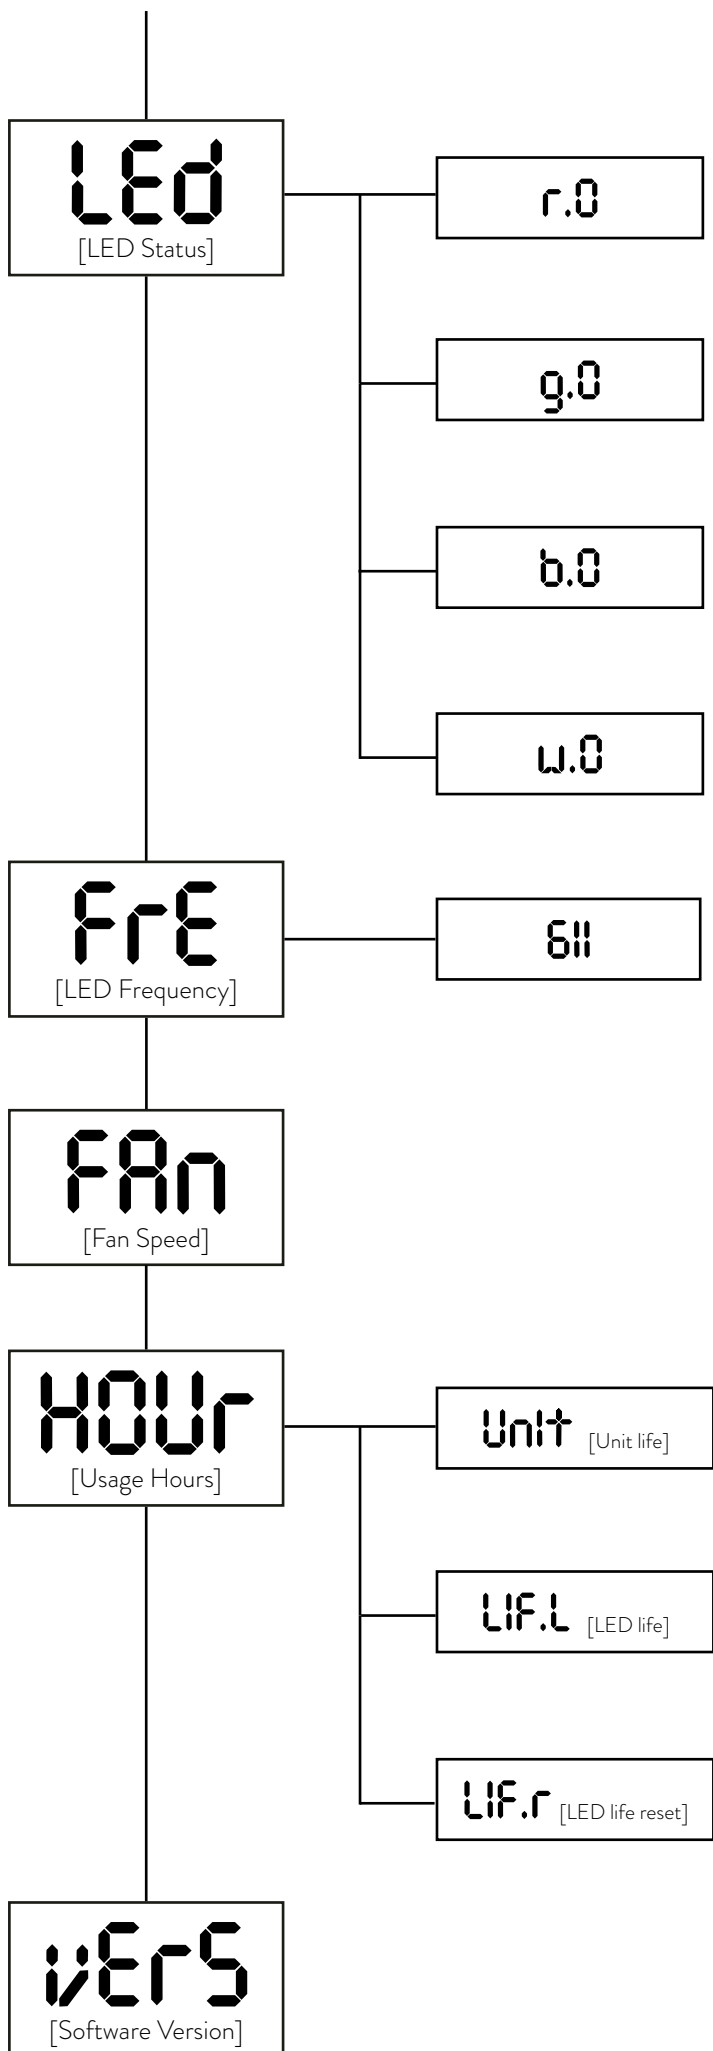 LEd
[LED Status]
r.0
g.0
b.0
w.0
FrE
[LED Frequency]
611
FAn
[Fan Speed]
HOUr
[Usage Hours]
UnIt [Unit life]
LIF.L [LED life]
LIF.r [LED life reset]
vErS
[Software Version]